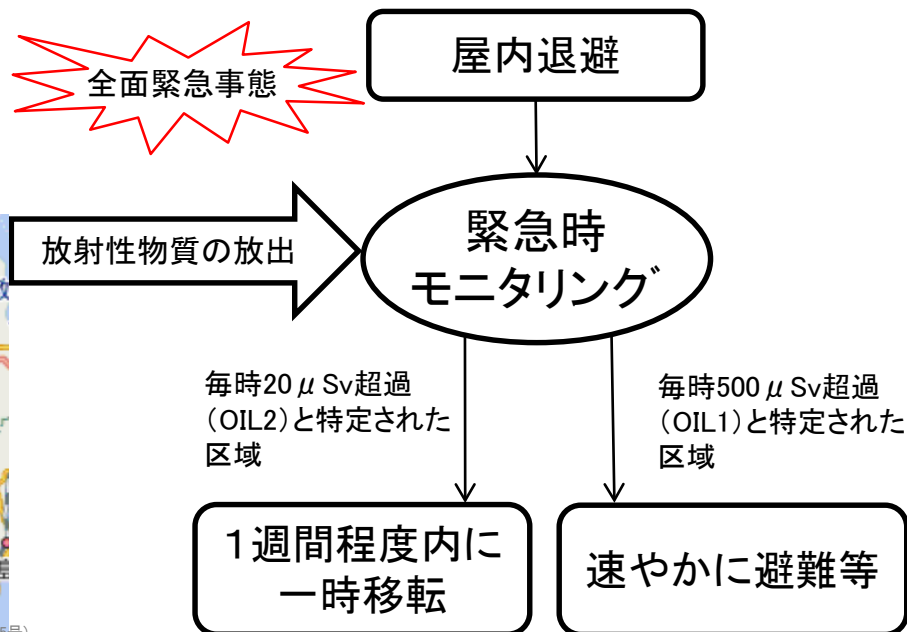 全面緊急事態
屋内退避
放射性物質の放出
緊急時
モニタリング
毎時20μSv超過
(OIL2)と特定された
区域
毎時500μSv超過
(OIL1)と特定された
区域
1週間程度内に
一時移転
速やかに避難等